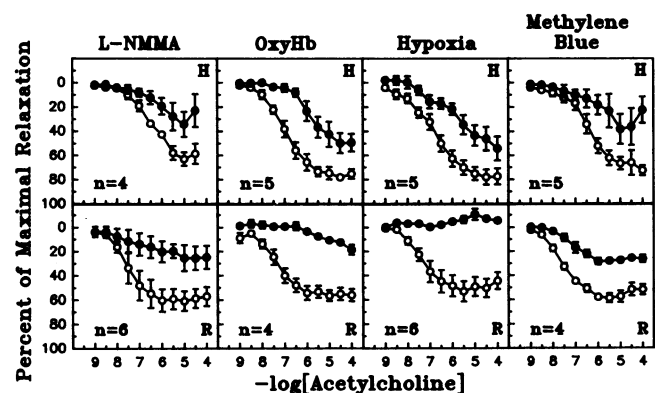 L-NMMA OxyHb Hypoxia Methylene Blue
Percent of Maximal Relaxation
0 20 40 60 80 100
H H H H
n=4 n=5 n=5 n=5
0 20 40 60 80 100
n=6 n=4 n=6 n=4
R R R R
9 8 7 6 5 4 9 8 7 6 5 4 9 8 7 6 5 4 9 8 7 6 5 4
-log[Acetylcholine]